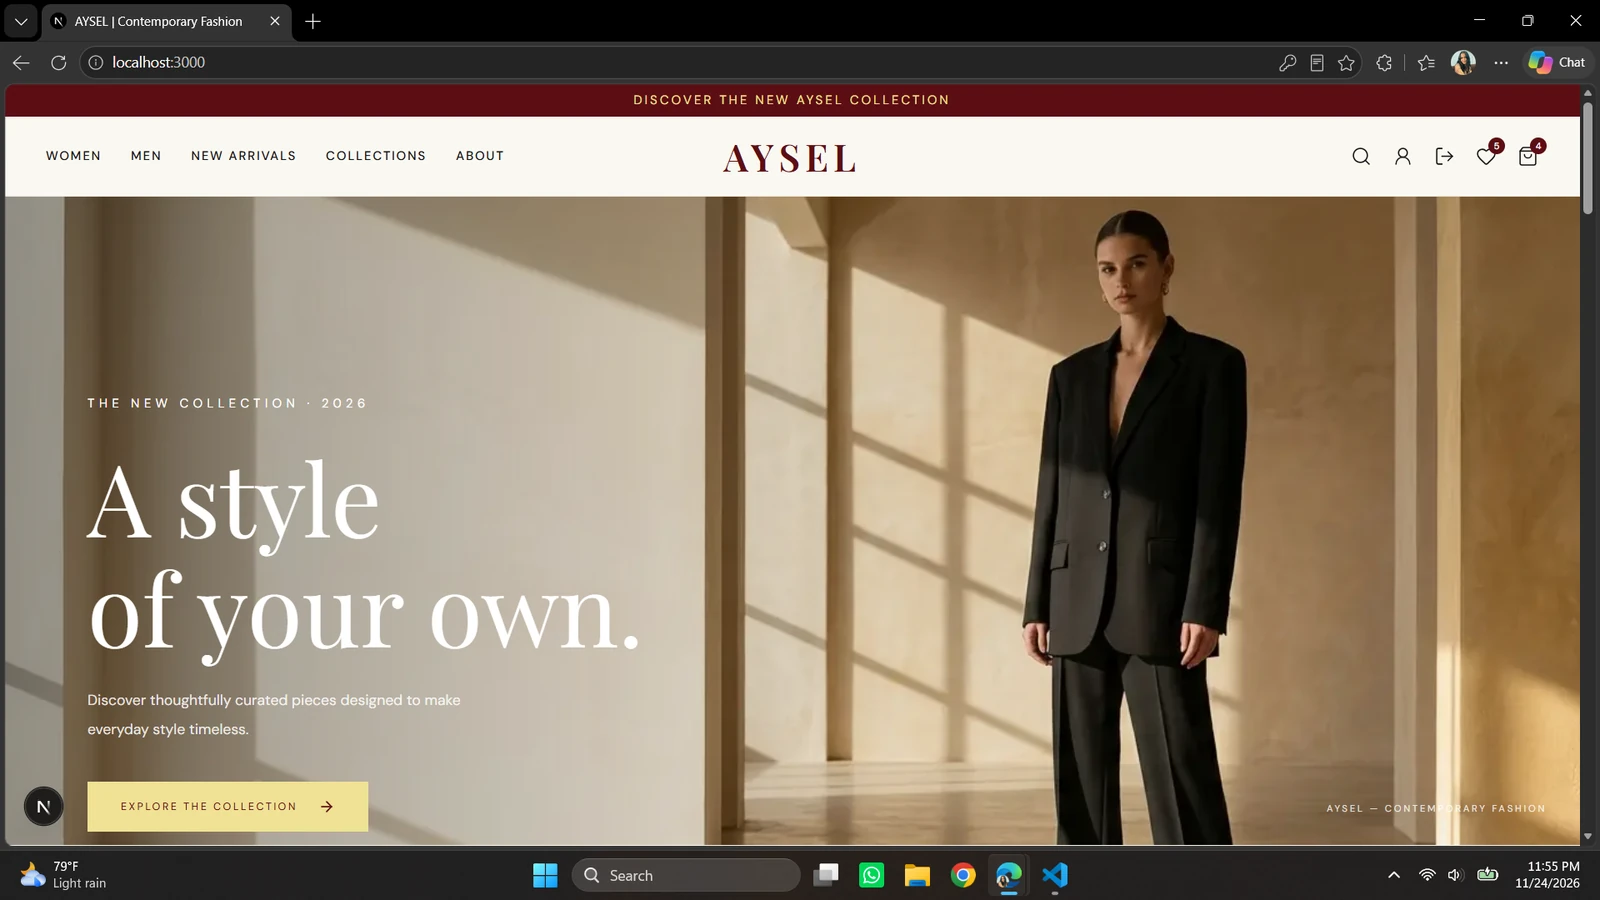 AYSEL | Contemporary Fashion
localhost:3000
Chat
DISCOVER THE NEW AYSEL COLLECTION
WOMEN MEN NEW ARRIVALS COLLECTIONS ABOUT
AYSEL
5
4
THE NEW COLLECTION · 2026
A style
of your own.
Discover thoughtfully curated pieces designed to make
everyday style timeless.
EXPLORE THE COLLECTION
N
AYSEL — CONTEMPORARY FASHION
79°F
Light rain
Search
11:55 PM
11/24/2026